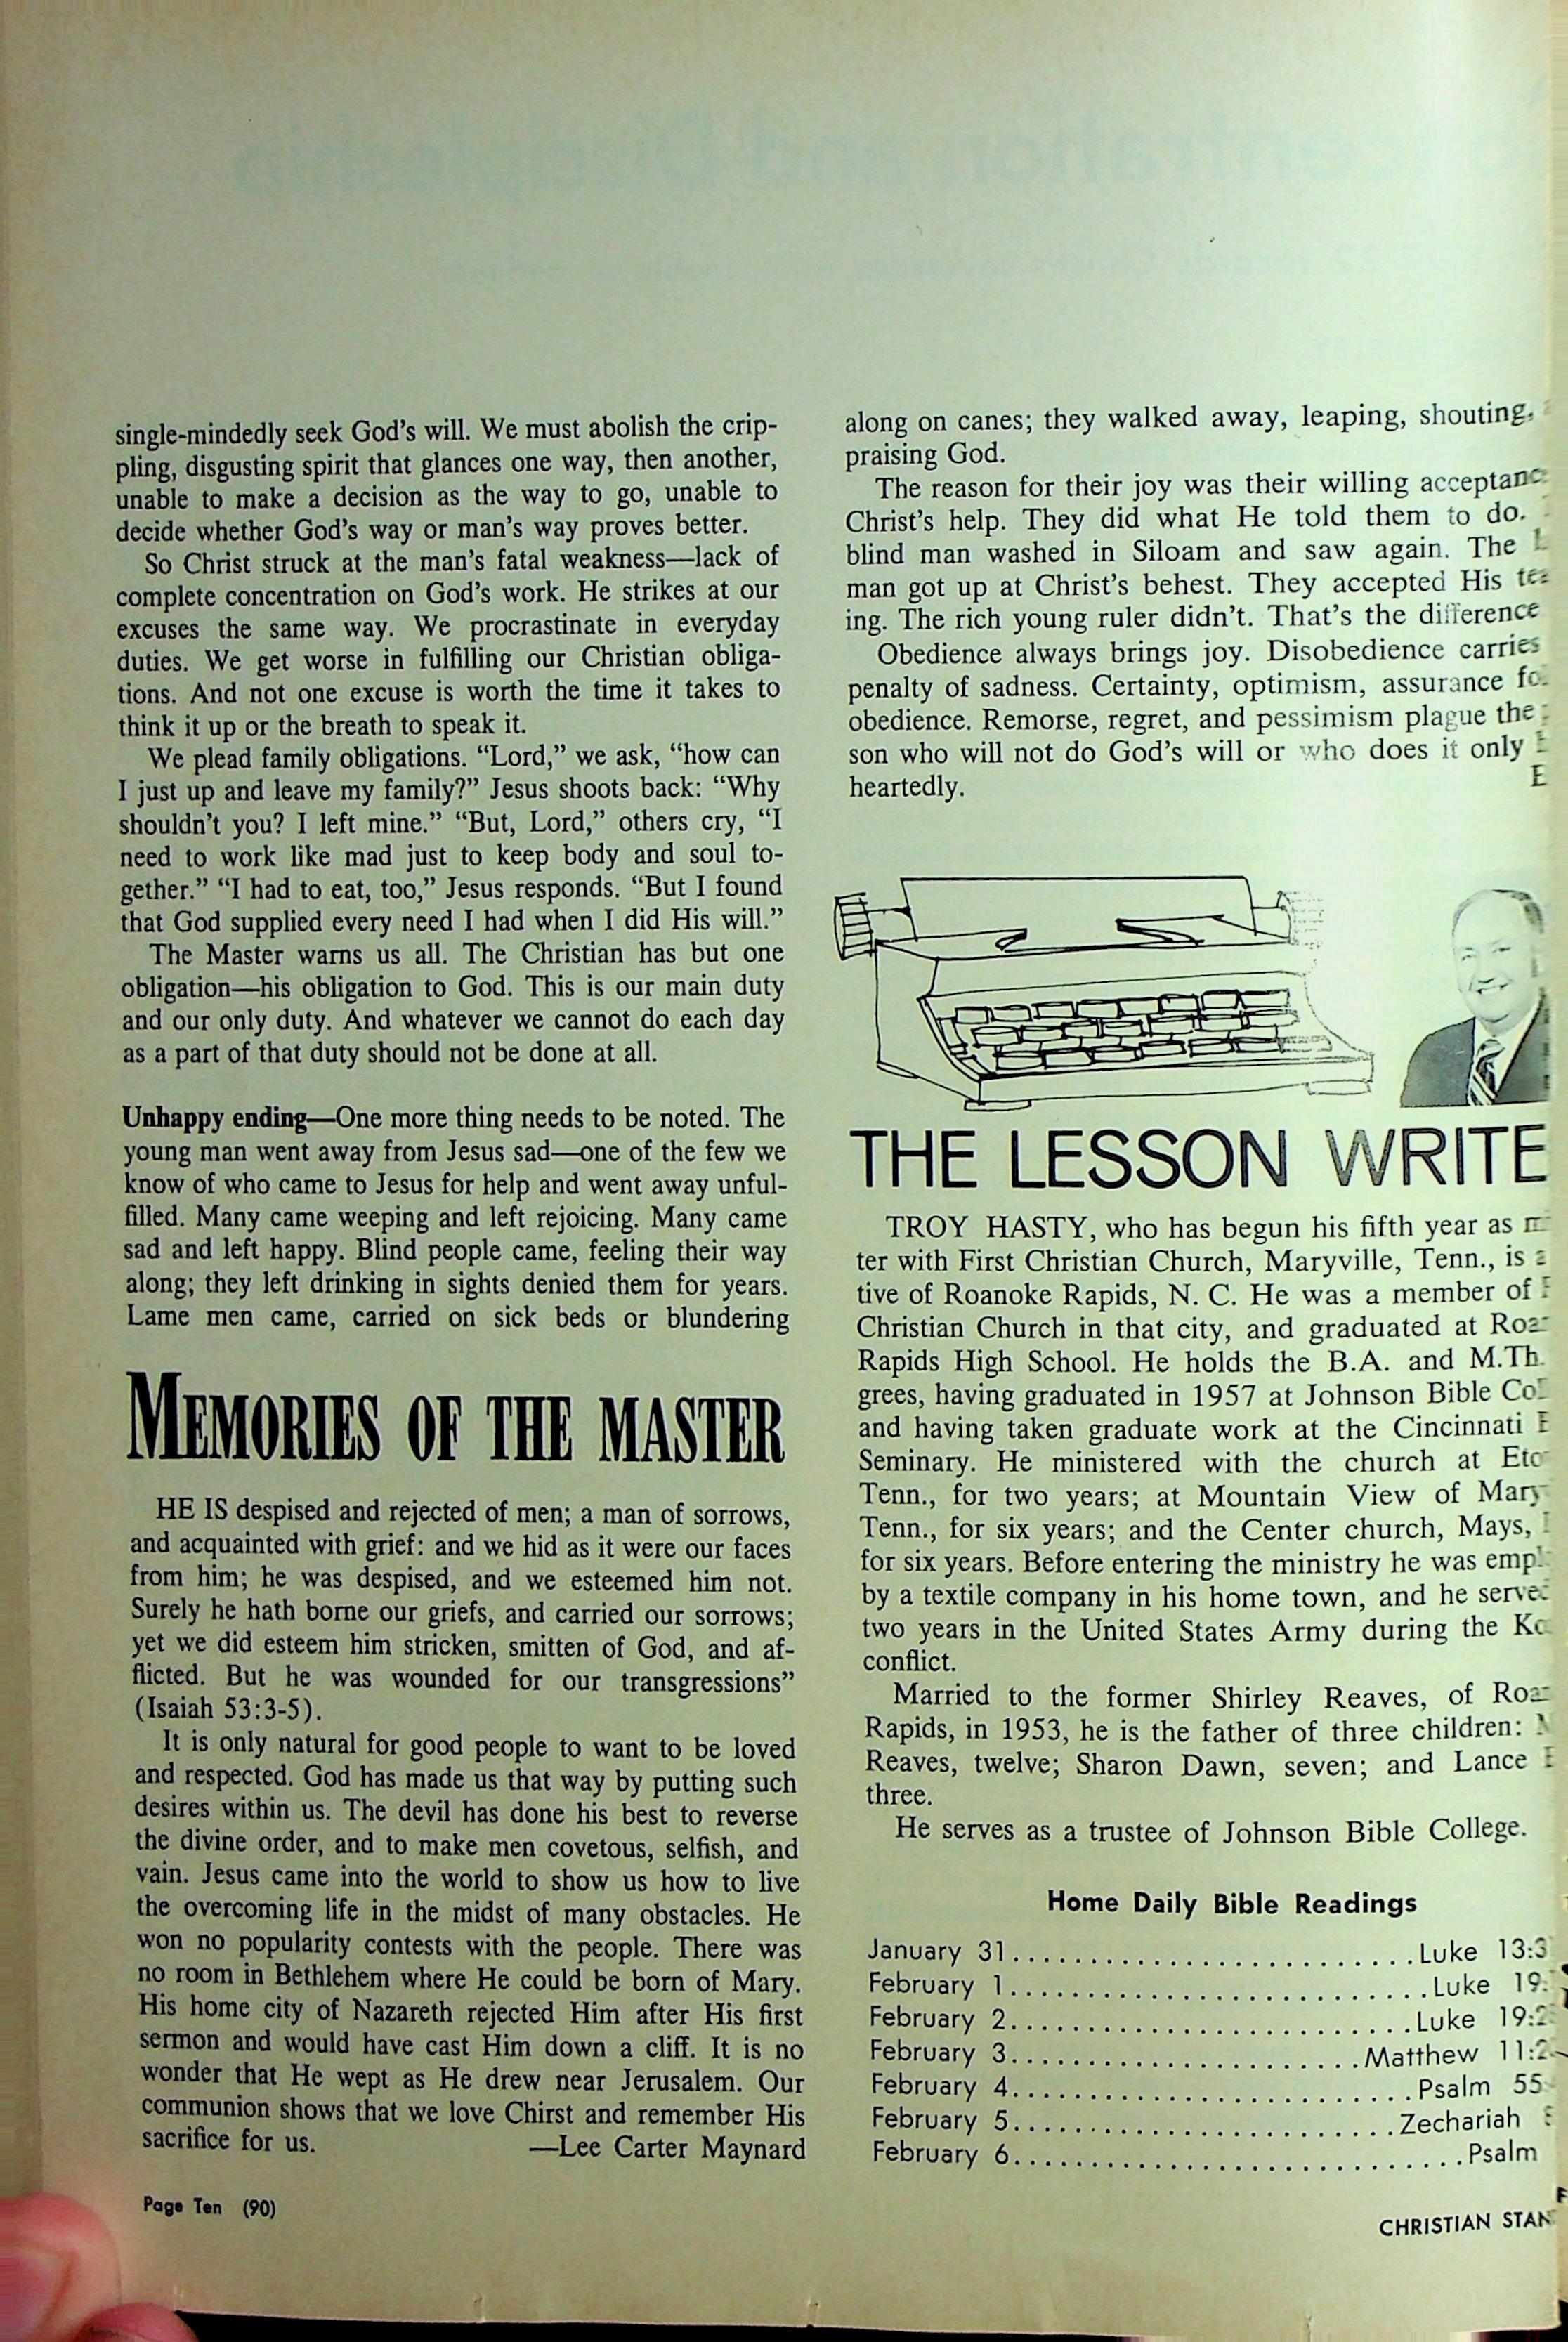 single-mindedly seek God's will. We must abolish the crip-
pling, disgusting spirit that glances one way, then another,
unable to make a decision as the way to go, unable to
decide whether God's way or man's way proves better.
So Christ struck at the man's fatal weakness—lack of
complete concentration on God's work. He strikes at our
excuses the same way. We procrastinate in everyday
duties. We get worse in fulfilling our Christian obliga-
tions. And not one excuse is worth the time it takes to
think it up or the breath to speak it.
We plead family obligations. “Lord,” we ask, “how can
I just up and leave my family?” Jesus shoots back: “Why
shouldn't you? I left mine.” “But, Lord,” others cry, “I
need to work like mad just to keep body and soul to-
gether.” “I had to eat, too,” Jesus responds. “But I found
that God supplied every need I had when I did His will.”
The Master warns us all. The Christian has but one
obligation—his obligation to God. This is our main duty
and our only duty. And whatever we cannot do each day
as a part of that duty should not be done at all.
Unhappy ending—One more thing needs to be noted. The
young man went away from Jesus sad—one of the few we
know of who came to Jesus for help and went away unful-
filled. Many came weeping and left rejoicing. Many came
sad and left happy. Blind people came, feeling their way
along; they left drinking in sights denied them for years.
Lame men came, carried on sick beds or blundering
MEMORIES OF THE MASTER
HE IS despised and rejected of men; a man of sorrows,
and acquainted with grief: and we hid as it were our faces
from him; he was despised, and we esteemed him not.
Surely he hath borne our griefs, and carried our sorrows;
yet we did esteem him stricken, smitten of God, and af-
flicted. But he was wounded for our transgressions”
(Isaiah 53:3-5).
It is only natural for good people to want to be loved
and respected. God has made us that way by putting such
desires within us. The devil has done his best to reverse
the divine order, and to make men covetous, selfish, and
vain. Jesus came into the world to show us how to live
the overcoming life in the midst of many obstacles. He
won no popularity contests with the people. There was
no room in Bethlehem where He could be born of Mary.
His home city of Nazareth rejected Him after His first
sermon and would have cast Him down a cliff. It is no
wonder that He wept as He drew near Jerusalem. Our
communion shows that we love Chirst and remember His
sacrifice for us. —Lee Carter Maynard
Page Ten (90)
along on canes; they walked away, leaping, shouting,
praising God.
The reason for their joy was their willing acceptanc
Christ's help. They did what He told them to do.
blind man washed in Siloam and saw again. The
man got up at Christ's behest. They accepted His
ing. The rich young ruler didn't. That's the difference
Obedience always brings joy. Disobedience carries
penalty of sadness. Certainty, optimism, assurance
obedience. Remorse, regret, and pessimism plague the
son who will not do God's will or who does it only
heartedly.
THE LESSON WRITE
TROY HASTY, who has begun his fifth year as
ter with First Christian Church, Maryville, Tenn., is
tive of Roanoke Rapids, N. C. He was a member of
Christian Church in that city, and graduated at
Rapids High School. He holds the B.A. and M.Th.
grees, having graduated in 1957 at Johnson Bible
and having taken graduate work at the Cincinnati
Seminary. He ministered with the church at
Tenn., for two years; at Mountain View of Mary
Tenn., for six years; and the Center church, Mays,
for six years. Before entering the ministry he was
by a textile company in his home town, and he served
two years in the United States Army during the
conflict.
Married to the former Shirley Reaves, of
Rapids, in 1953, he is the father of three children:
Reaves, twelve; Sharon Dawn, seven; and Lance
three.
He serves as a trustee of Johnson Bible College.
Home Daily Bible Readings
January 31..........................Luke 13:3
February 1...........................Luke 19:
February 2..........................Luke 19:2
February 3......................Matthew 11:2
February 4.........................Psalm 55
February 5........................Zechariah
February 6............................Psalm
CHRISTIAN STAN